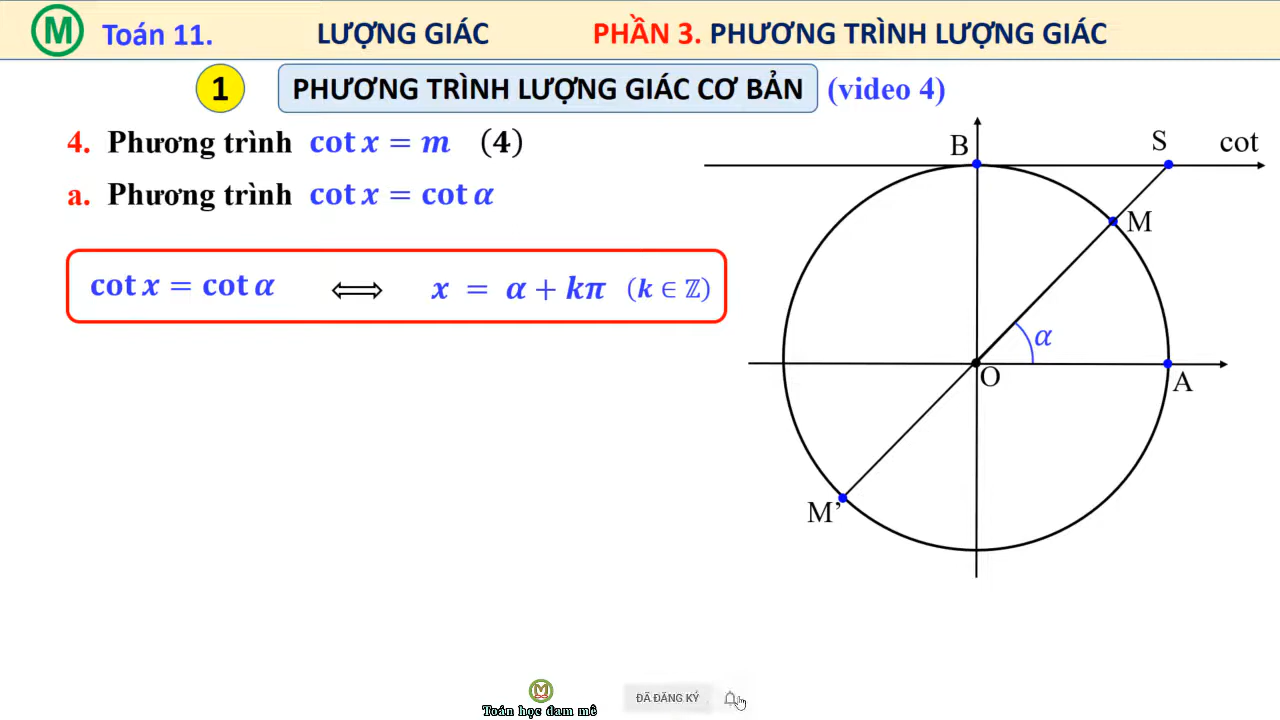 M Toán 11. LƯỢNG GIÁC PHẦN 3. PHƯƠNG TRÌNH LƯỢNG GIÁC
1 PHƯƠNG TRÌNH LƯỢNG GIÁC CƠ BẢN (video 4)
4. Phương trình cot x = m (4)
a. Phương trình cot x = cot α
cot x = cot α ⟺ x = α + kπ (k ∈ ℤ)
B S cot
M
α
O A
M’
Toán học đam mê
ĐÃ ĐĂNG KÝ